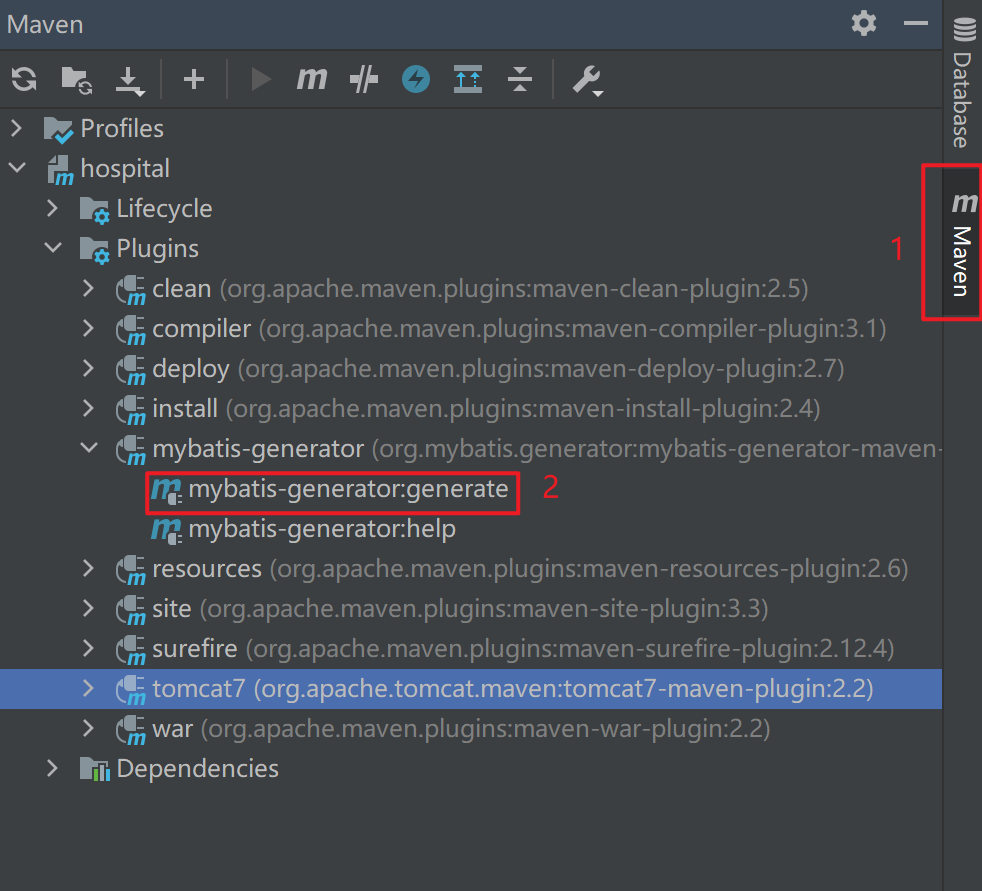 Maven
Database
m
Profiles
hospital
Lifecycle
Plugins
1
Maven
clean (org.apache.maven.plugins:maven-clean-plugin:2.5)
compiler (org.apache.maven.plugins:maven-compiler-plugin:3.1)
deploy (org.apache.maven.plugins:maven-deploy-plugin:2.7)
install (org.apache.maven.plugins:maven-install-plugin:2.4)
mybatis-generator (org.mybatis.generator:mybatis-generator-maven-
mybatis-generator:generate 2
mybatis-generator:help
resources (org.apache.maven.plugins:maven-resources-plugin:2.6)
site (org.apache.maven.plugins:maven-site-plugin:3.3)
surefire (org.apache.maven.plugins:maven-surefire-plugin:2.12.4)
tomcat7 (org.apache.tomcat.maven:tomcat7-maven-plugin:2.2)
war (org.apache.maven.plugins:maven-war-plugin:2.2)
Dependencies